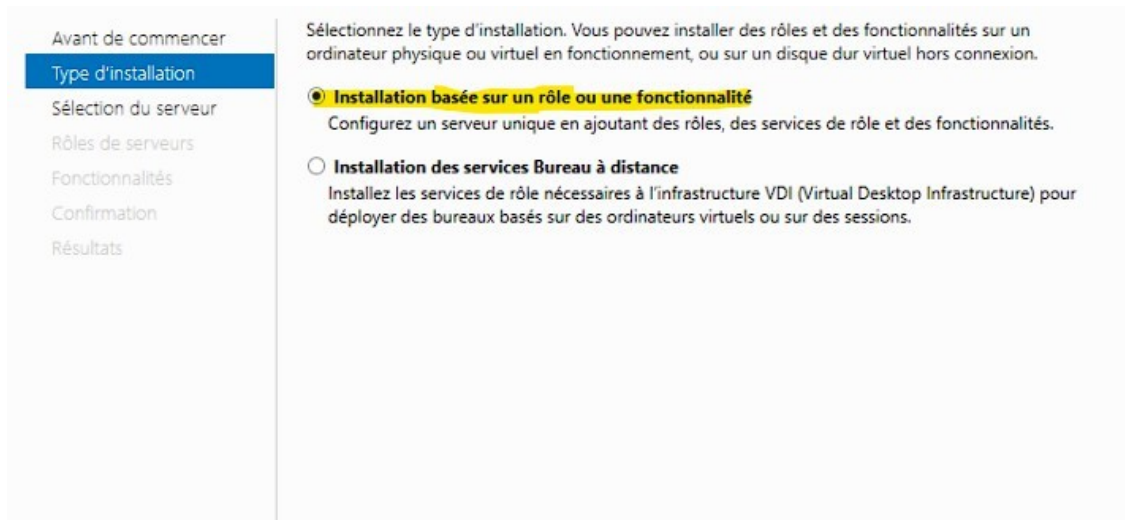 Avant de commencer
Type d'installation
Sélection du serveur
Rôles de serveurs
Fonctionnalités
Confirmation
Résultats
Sélectionnez le type d'installation. Vous pouvez installer des rôles et des fonctionnalités sur un
ordinateur physique ou virtuel en fonctionnement, ou sur un disque dur virtuel hors connexion.
Installation basée sur un rôle ou une fonctionnalité
Configurez un serveur unique en ajoutant des rôles, des services de rôle et des fonctionnalités.
Installation des services Bureau à distance
Installez les services de rôle nécessaires à l'infrastructure VDI (Virtual Desktop Infrastructure) pour
déployer des bureaux basés sur des ordinateurs virtuels ou sur des sessions.